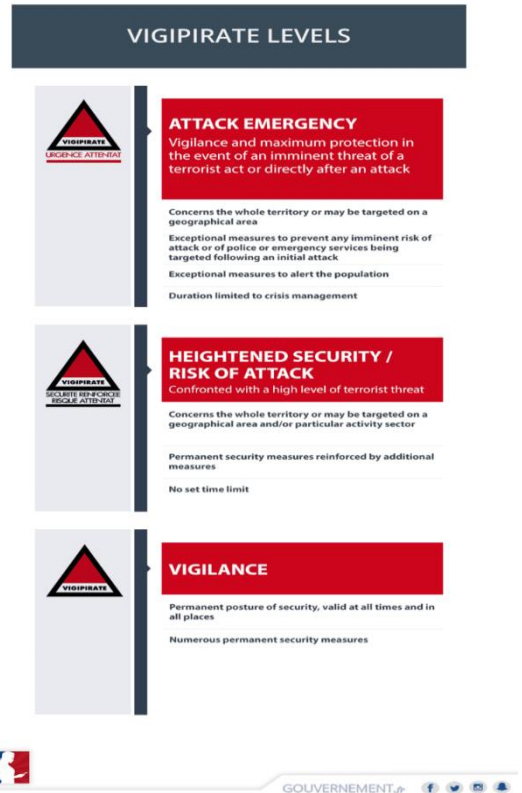 VIGIPIRATE LEVELS
VIGIPIRATE
URGENCE ATTENTAT
ATTACK EMERGENCY
Vigilance and maximum protection in
the event of an imminent threat of a
terrorist act or directly after an attack
Concerns the whole territory or may be targeted on a
geographical area
Exceptional measures to prevent any imminent risk of
attack or of police or emergency services being
targeted following an initial attack
Exceptional measures to alert the population
Duration limited to crisis management
VIGIPIRATE
SECURITE RENFORCEE
RISQUE ATTENTAT
HEIGHTENED SECURITY /
RISK OF ATTACK
Confronted with a high level of terrorist threat
Concerns the whole territory or may be targeted on a
geographical area and/or particular activity sector
Permanent security measures reinforced by additional
measures
No set time limit
VIGIPIRATE
VIGILANCE
Permanent posture of security, valid at all times and in
all places
Numerous permanent security measures
GOUVERNEMENT.fr